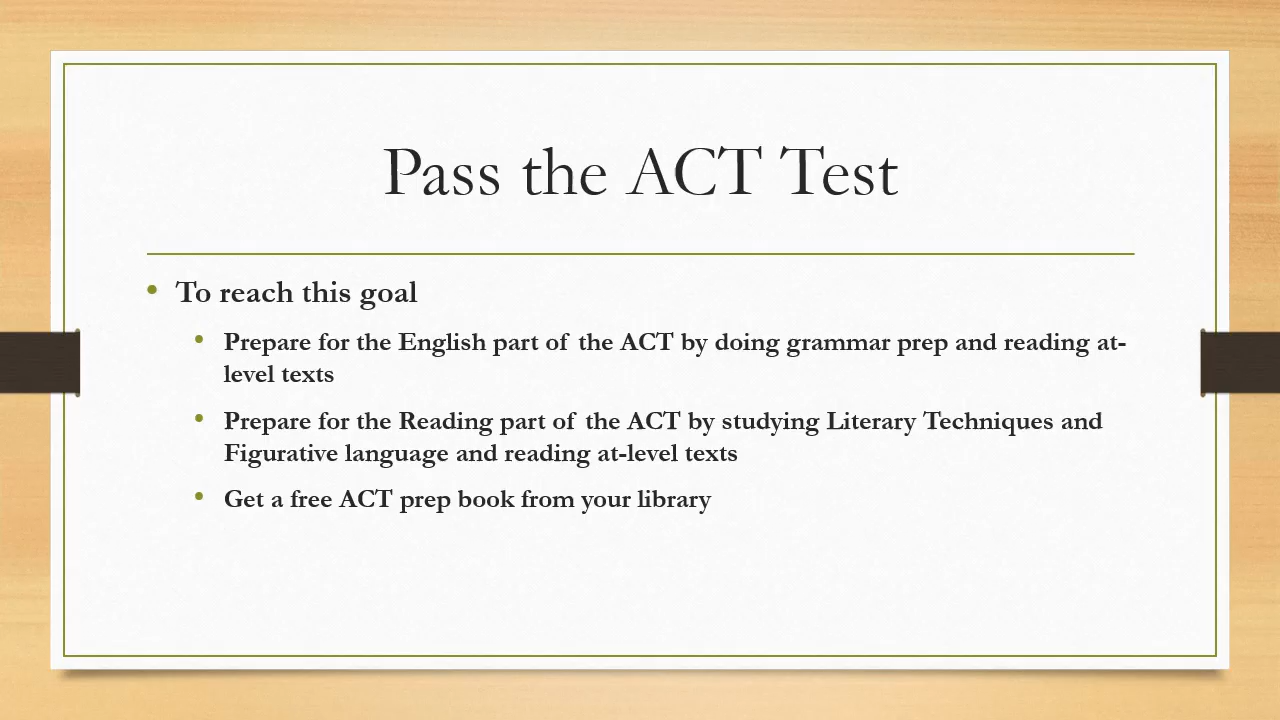 Pass the ACT Test
• To reach this goal
• Prepare for the English part of the ACT by doing grammar prep and reading at-
level texts
• Prepare for the Reading part of the ACT by studying Literary Techniques and
Figurative language and reading at-level texts
• Get a free ACT prep book from your library